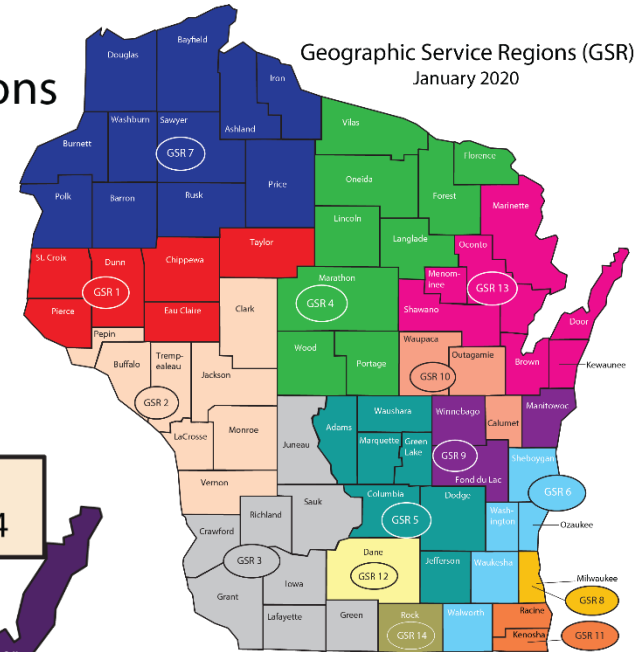 ons
Geographic Service Regions (GSR)
January 2020
Bayfield
Douglas
Iron
Washburn
Sawyer
Ashland
Burnett
GSR 7
Vilas
Florence
Price
Oneida
Forest
Polk
Barron
Rusk
Marinette
Lincoln
Langlade
Oconto
Taylor
St. Croix
Dunn
Chippewa
Menom-
inee
GSR 13
Marathon
GSR 1
GSR 4
Pierce
Eau Claire
Clark
Shawano
Door
Pepin
Waupaca
Wood
Portage
Outagamie
Brown
Kewaunee
Buffalo
Tremp-
ealeau
Jackson
GSR 10
GSR 2
Waushara
Winnebago
Manitowoc
Adams
Calumet
LaCrosse
Monroe
Juneau
Marquette
Green
Lake
GSR 9
Sheboygan
Fond du Lac
Vernon
GSR 6
4
Sauk
Columbia
Dodge
Richland
Wash-
ington
Crawford
GSR 5
Ozaukee
GSR 3
Dane
Jefferson
Waukesha
GSR 12
Iowa
Milwaukee
Grant
GSR 8
Lafayette
Green
Rock
Walworth
Racine
GSR 14
Kenosha
GSR 11